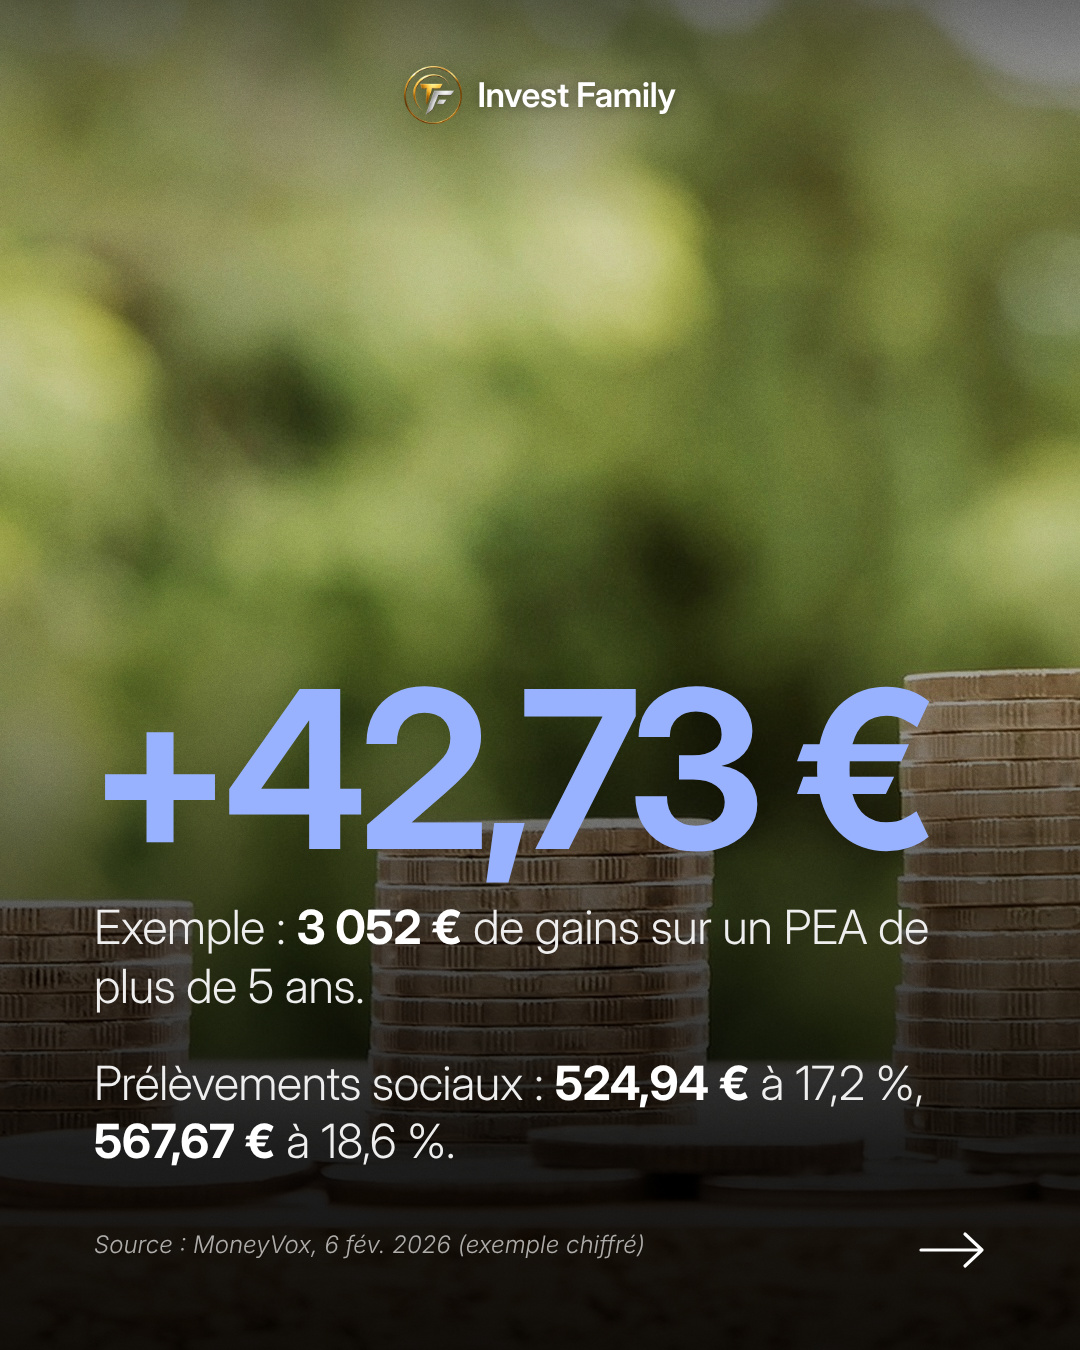 Invest Family
+42,73 €
Exemple : 3 052 € de gains sur un PEA de
plus de 5 ans.
Prélèvements sociaux : 524,94 € à 17,2 %,
567,67 € à 18,6 %.
Source : MoneyVox, 6 fév. 2026 (exemple chiffré)